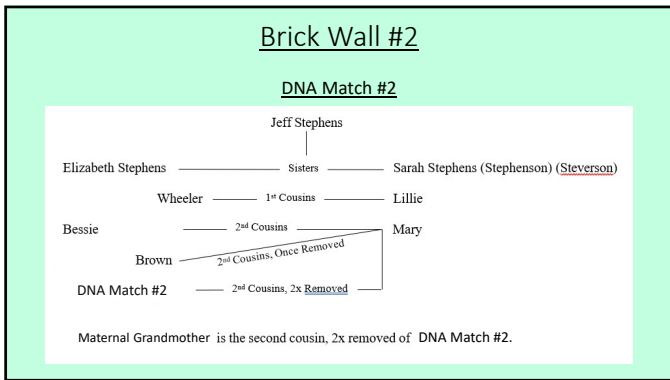 Brick Wall #2
DNA Match #2
Jeff Stephens
Elizabeth Stephens Sisters Sarah Stephens (Stephenson) (Steverson)
Wheeler 1st Cousins Lillie
Bessie 2nd Cousins Mary
Brown 2nd Cousins, Once Removed
DNA Match #2 2nd Cousins, 2x Removed
Maternal Grandmother is the second cousin, 2x removed of DNA Match #2.